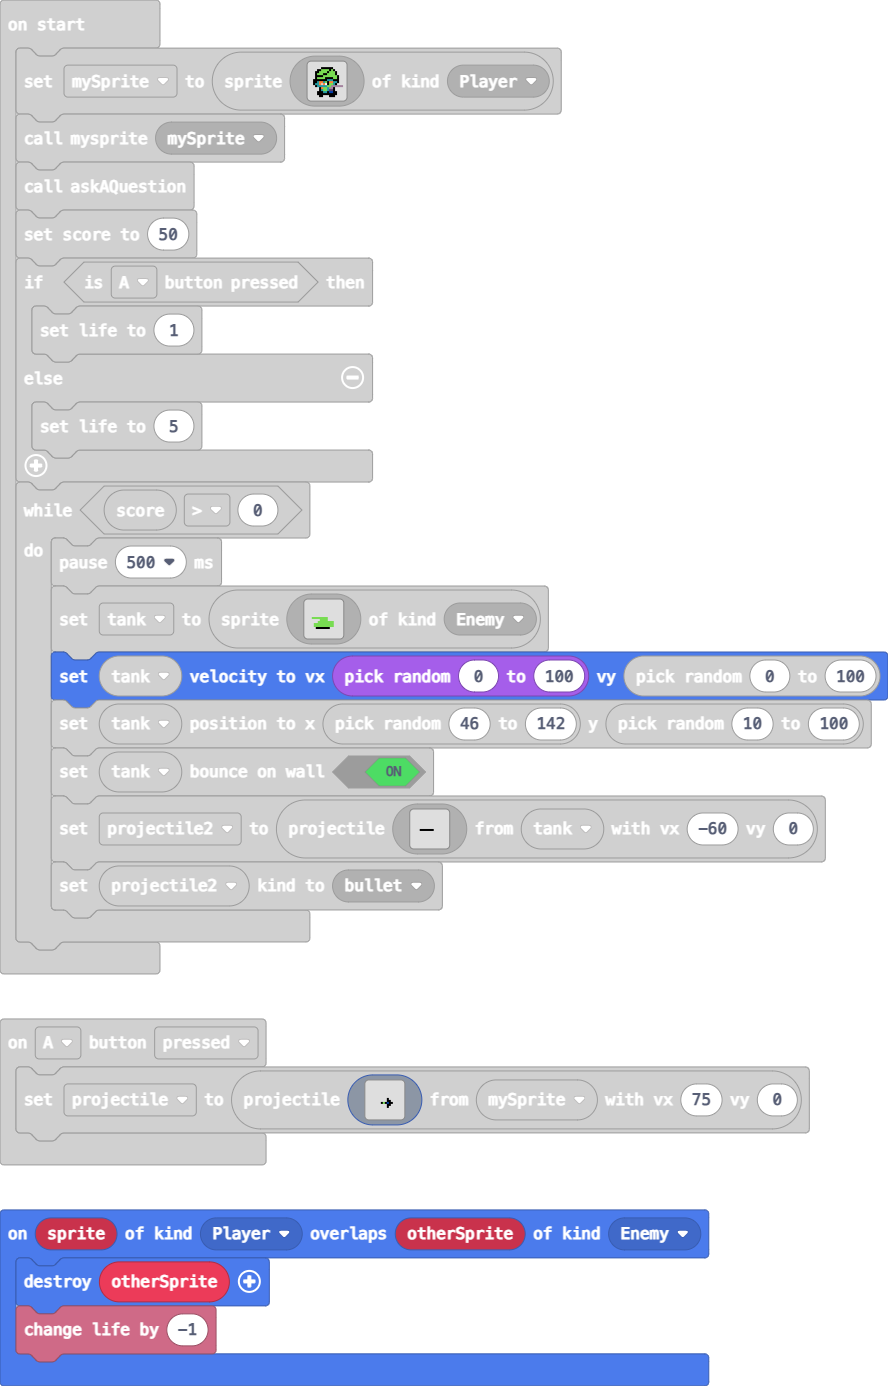 on start
set mySprite to sprite of kind Player
call mysprite mySprite
call askAQuestion
set score to 50
if is A button pressed then
set life to 1
else
set life to 5
while score > 0
do
pause 500 ms
set tank to sprite of kind Enemy
set tank velocity to vx pick random 0 to 100 vy pick random 0 to 100
set tank position to x pick random 46 to 142 y pick random 10 to 100
set tank bounce on wall ON
set projectile2 to projectile from tank with vx -60 vy 0
set projectile2 kind to bullet
on A button pressed
set projectile to projectile from mySprite with vx 75 vy 0
on sprite of kind Player overlaps otherSprite of kind Enemy
destroy otherSprite
change life by -1